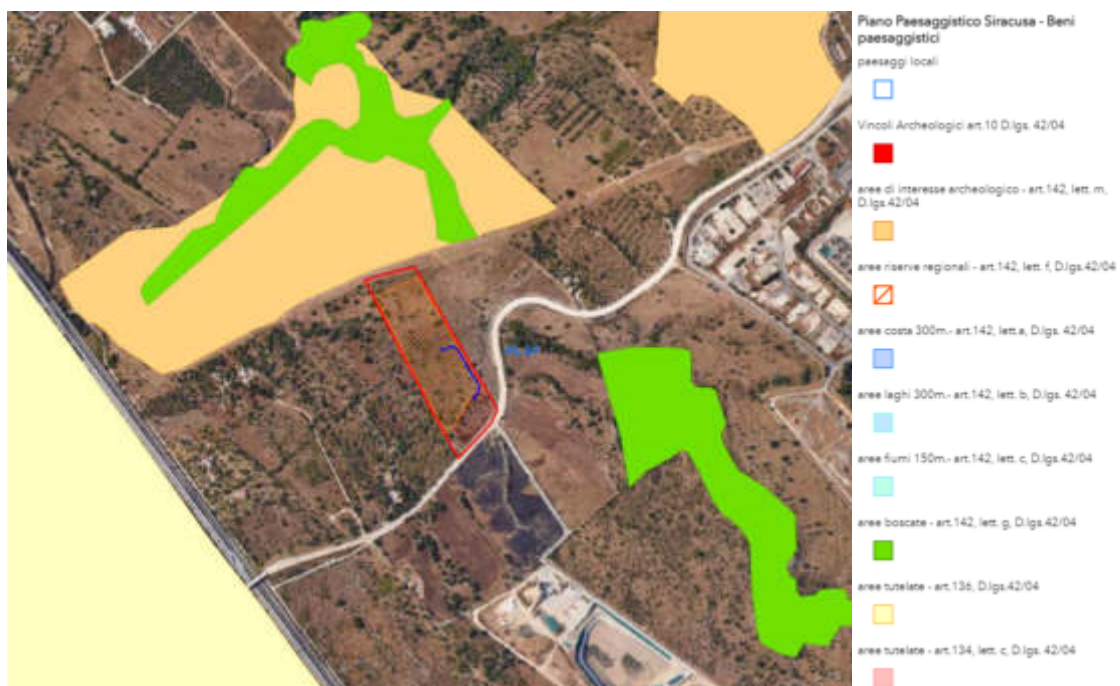 Piano Paesaggistico Siracusa - Beni
paesaggistici
paesaggi locali
Vincoli Archeologici art.10 D.lgs. 42/04
aree di interesse archeologico - art.142, lett. m,
D.lgs.42/04
aree riserve regionali - art.142, lett. f, D.lgs.42/04
aree costa 300m.- art.142, lett.a, D.lgs. 42/04
aree laghi 300m.- art.142, lett. b, D.lgs. 42/04
aree fiumi 150m.- art.142, lett. c, D.lgs.42/04
aree boscate - art.142, lett. g, D.lgs.42/04
aree tutelate - art.136, D.lgs.42/04
aree tutelate - art.134, lett. c, D.lgs. 42/04